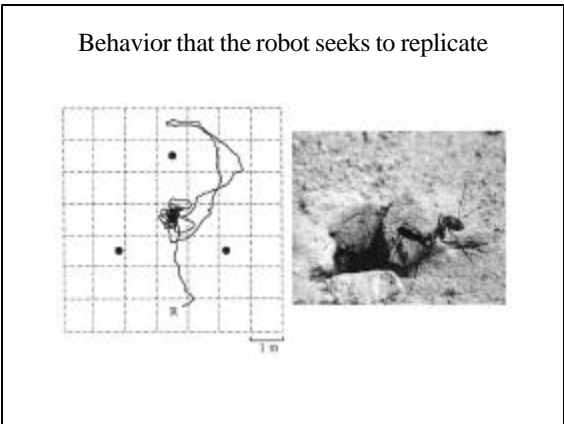 Behavior that the robot seeks to replicate
R
1 m